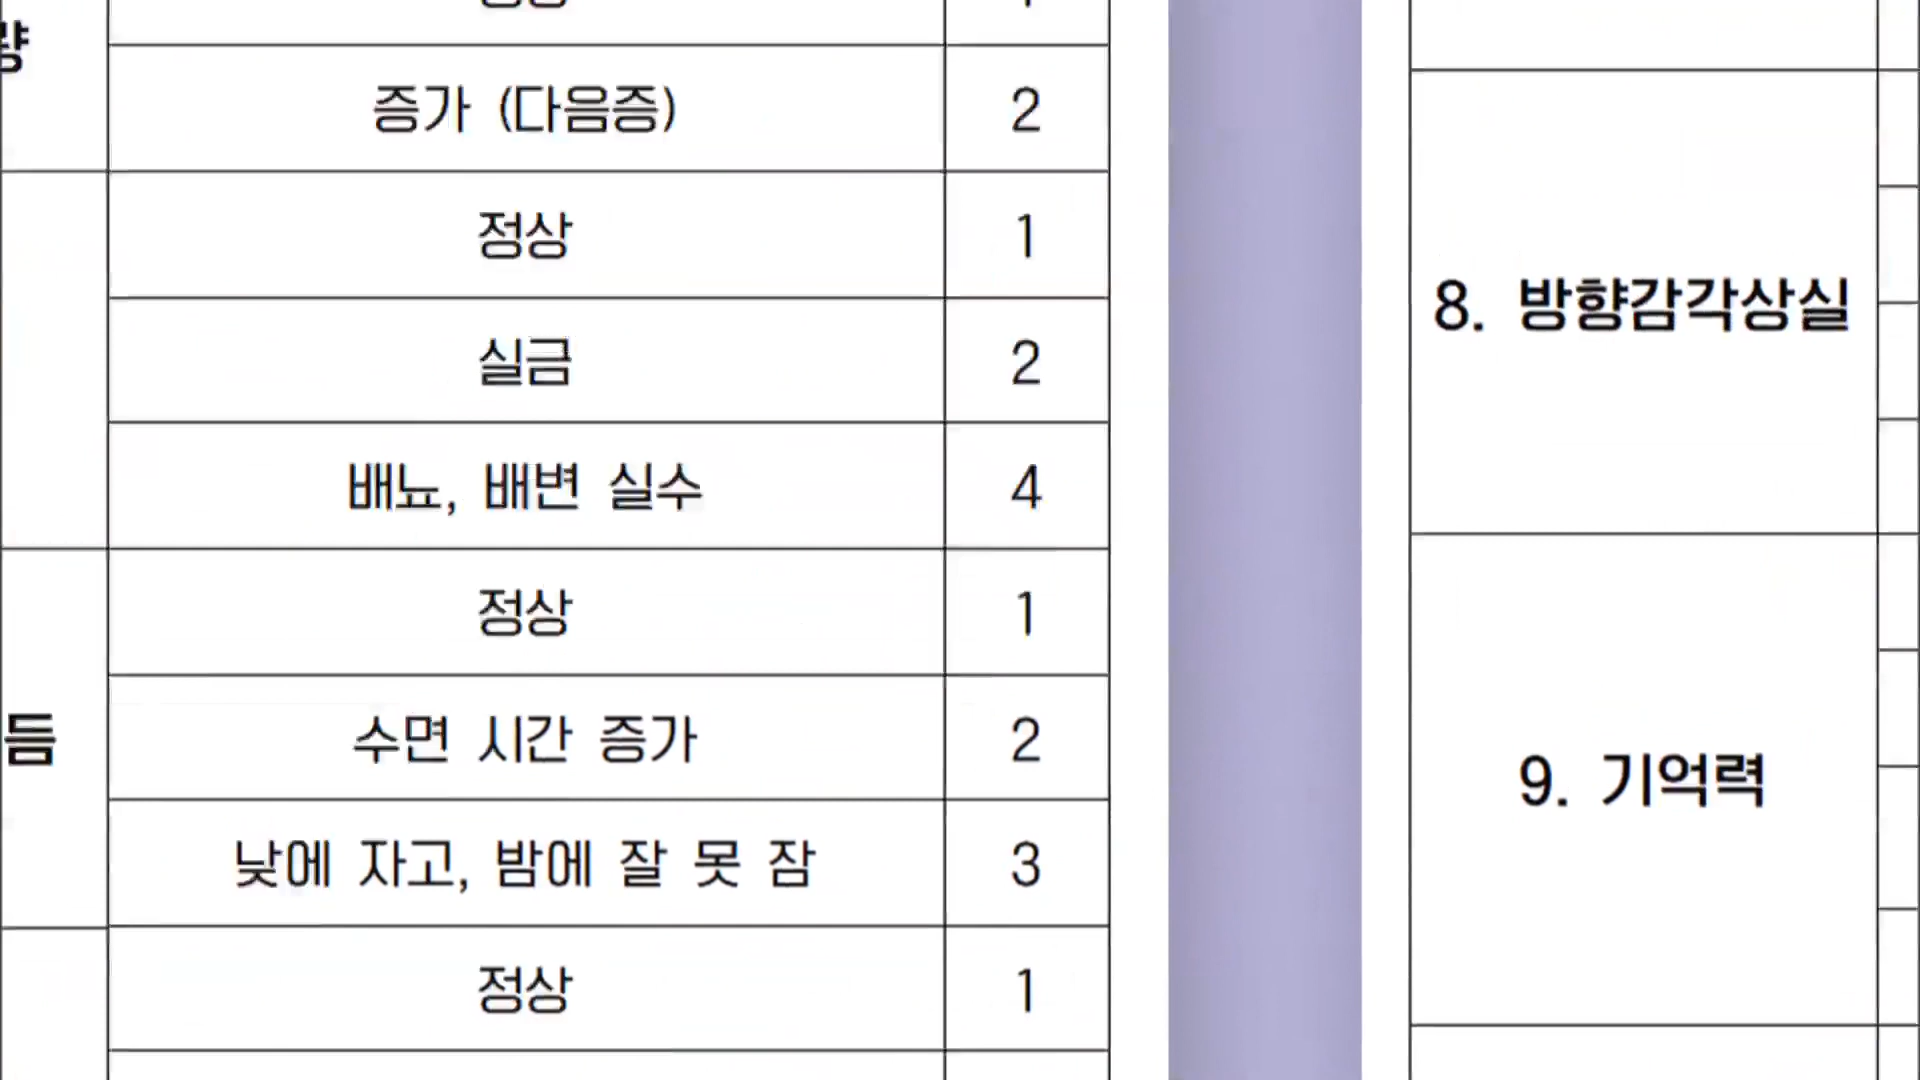 증가 (다음증) 2
정상 1
실금 2
배뇨, 배변 실수 4
정상 1
듬
수면 시간 증가 2
낮에 자고, 밤에 잘 못 잠 3
정상 1
8. 방향감각상실
9. 기억력